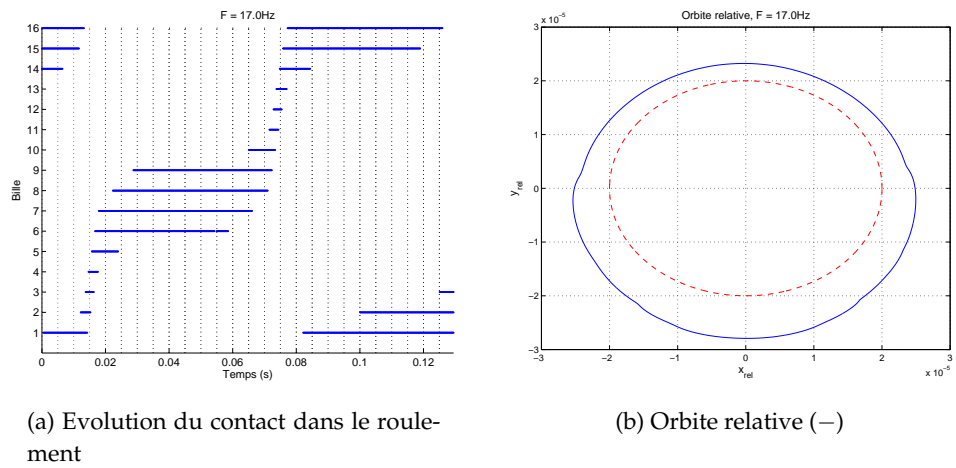 F = 17.0Hz
16
15
14
13
12
11
10
9
8
7
6
5
4
3
2
1
Bille
0 0.02 0.04 0.06 0.08 0.1 0.12
Temps (s)
(a) Evolution du contact dans le roule-
ment
x 10⁻⁵
Orbite relative, F = 17.0Hz
3
2
1
0
−1
−2
−3
y_rel
−3 −2 −1 0 1 2 3
x_rel
x 10⁻⁵
(b) Orbite relative (−)